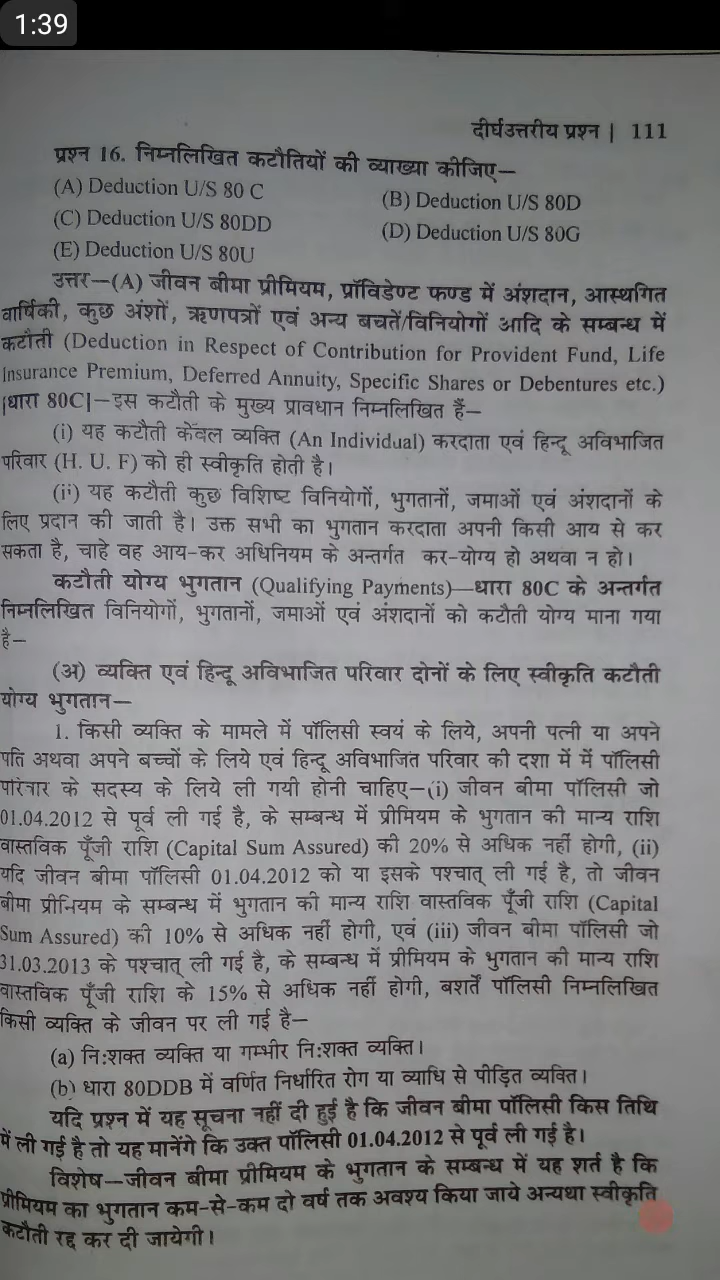 1:39
दीर्घउत्तरीय प्रश्न | 111
प्रश्न 16. निम्नलिखित कटौतियों की व्याख्या कीजिए—
(A) Deduction U/S 80 C
(B) Deduction U/S 80D
(C) Deduction U/S 80DD
(D) Deduction U/S 80G
(E) Deduction U/S 80U
उत्तर—(A) जीवन बीमा प्रीमियम, प्रॉविडेण्ट फण्ड में अंशदान, आस्थगित
वार्षिकी, कुछ अंशों, ऋणपत्रों एवं अन्य बचतें/विनियोगों आदि के सम्बन्ध में
कटौती (Deduction in Respect of Contribution for Provident Fund, Life
Insurance Premium, Deferred Annuity, Specific Shares or Debentures etc.)
[धारा 80C]—इस कटौती के मुख्य प्रावधान निम्नलिखित हैं—
(i) यह कटौती केवल व्यक्ति (An Individual) करदाता एवं हिन्दू अविभाजित
परिवार (H. U. F) को ही स्वीकृति होती है।
(ii) यह कटौती कुछ विशिष्ट विनियोगों, भुगतानों, जमाओं एवं अंशदानों के
लिए प्रदान की जाती है। उक्त सभी का भुगतान करदाता अपनी किसी आय से कर
सकता है, चाहे वह आय-कर अधिनियम के अन्तर्गत कर-योग्य हो अथवा न हो।
कटौती योग्य भुगतान (Qualifying Payments)—धारा 80C के अन्तर्गत
निम्नलिखित विनियोगों, भुगतानों, जमाओं एवं अंशदानों को कटौती योग्य माना गया
है—
(अ) व्यक्ति एवं हिन्दू अविभाजित परिवार दोनों के लिए स्वीकृति कटौती
योग्य भुगतान—
1. किसी व्यक्ति के मामले में पॉलिसी स्वयं के लिये, अपनी पत्नी या अपने
पति अथवा अपने बच्चों के लिये एवं हिन्दू अविभाजित परिवार की दशा में में पॉलिसी
परिवार के सदस्य के लिये ली गयी होनी चाहिए—(i) जीवन बीमा पॉलिसी जो
01.04.2012 से पूर्व ली गई है, के सम्बन्ध में प्रीमियम के भुगतान की मान्य राशि
वास्तविक पूँजी राशि (Capital Sum Assured) की 20% से अधिक नहीं होगी, (ii)
यदि जीवन बीमा पॉलिसी 01.04.2012 को या इसके पश्चात् ली गई है, तो जीवन
बीमा प्रीमियम के सम्बन्ध में भुगतान की मान्य राशि वास्तविक पूँजी राशि (Capital
Sum Assured) की 10% से अधिक नहीं होगी, एवं (iii) जीवन बीमा पॉलिसी जो
31.03.2013 के पश्चात् ली गई है, के सम्बन्ध में प्रीमियम के भुगतान की मान्य राशि
वास्तविक पूँजी राशि के 15% से अधिक नहीं होगी, बशर्ते पॉलिसी निम्नलिखित
किसी व्यक्ति के जीवन पर ली गई है—
(a) नि:शक्त व्यक्ति या गम्भीर नि:शक्त व्यक्ति।
(b) धारा 80DDB में वर्णित निर्धारित रोग या व्याधि से पीड़ित व्यक्ति।
यदि प्रश्न में यह सूचना नहीं दी हुई है कि जीवन बीमा पॉलिसी किस तिथि
में ली गई है तो यह मानेंगे कि उक्त पॉलिसी 01.04.2012 से पूर्व ली गई है।
विशेष—जीवन बीमा प्रीमियम के भुगतान के सम्बन्ध में यह शर्त है कि
प्रीमियम का भुगतान कम-से-कम दो वर्ष तक अवश्य किया जाये अन्यथा स्वीकृति
कटौती रद्द कर दी जायेगी।